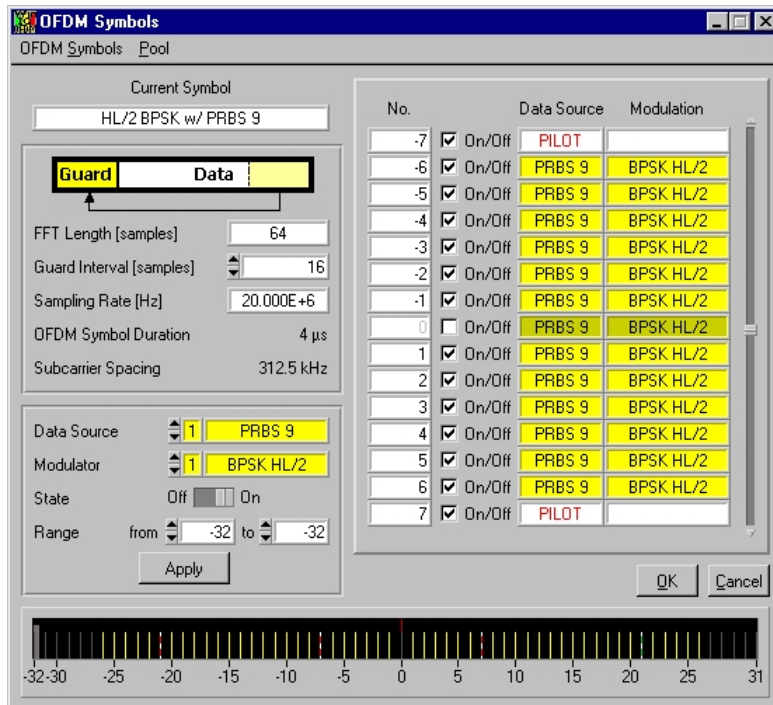 OFDM Symbols
OFDM Symbols Pool
Current Symbol
HL/2 BPSK w/ PRBS 9
Guard Data
FFT Length [samples] 64
Guard Interval [samples] 16
Sampling Rate [Hz] 20.000E+6
OFDM Symbol Duration 4 µs
Subcarrier Spacing 312.5 kHz
Data Source 1 PRBS 9
Modulator 1 BPSK HL/2
State Off On
Range from -32 to -32
Apply
No. Data Source Modulation
-7 On/Off PILOT
-6 On/Off PRBS 9 BPSK HL/2
-5 On/Off PRBS 9 BPSK HL/2
-4 On/Off PRBS 9 BPSK HL/2
-3 On/Off PRBS 9 BPSK HL/2
-2 On/Off PRBS 9 BPSK HL/2
-1 On/Off PRBS 9 BPSK HL/2
0 On/Off PRBS 9 BPSK HL/2
1 On/Off PRBS 9 BPSK HL/2
2 On/Off PRBS 9 BPSK HL/2
3 On/Off PRBS 9 BPSK HL/2
4 On/Off PRBS 9 BPSK HL/2
5 On/Off PRBS 9 BPSK HL/2
6 On/Off PRBS 9 BPSK HL/2
7 On/Off PILOT
OK Cancel
-32 -30 -25 -20 -15 -10 -5 0 5 10 15 20 25 31